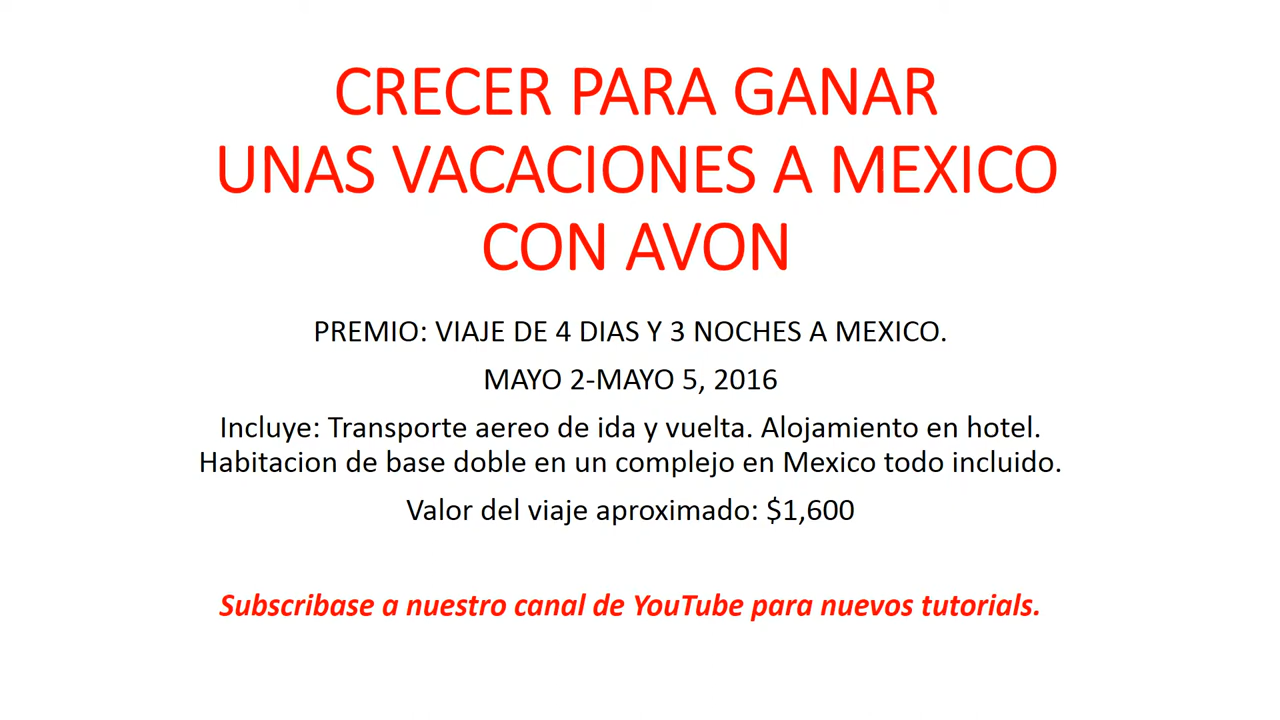 CRECER PARA GANAR
UNAS VACACIONES A MEXICO
CON AVON
PREMIO: VIAJE DE 4 DIAS Y 3 NOCHES A MEXICO.
MAYO 2-MAYO 5, 2016
Incluye: Transporte aereo de ida y vuelta. Alojamiento en hotel.
Habitacion de base doble en un complejo en Mexico todo incluido.
Valor del viaje aproximado: $1,600
Subscribase a nuestro canal de YouTube para nuevos tutorials.